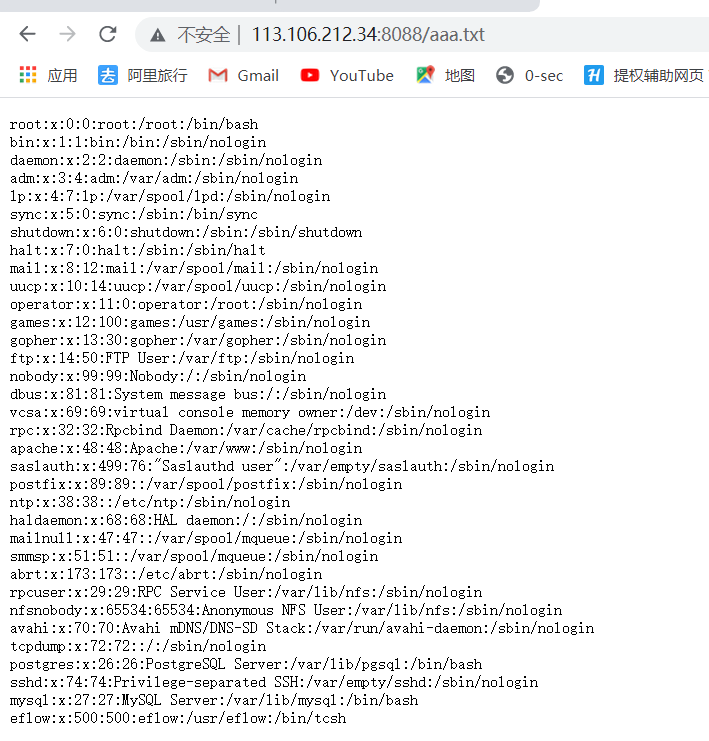 不安全 | 113.106.212.34:8088/aaa.txt
应用 阿里旅行 Gmail YouTube 地图 0-sec 提权辅助网页
root:x:0:0:root:/root:/bin/bash
bin:x:1:1:bin:/bin:/sbin/nologin
daemon:x:2:2:daemon:/sbin:/sbin/nologin
adm:x:3:4:adm:/var/adm:/sbin/nologin
lp:x:4:7:lp:/var/spool/lpd:/sbin/nologin
sync:x:5:0:sync:/sbin:/bin/sync
shutdown:x:6:0:shutdown:/sbin:/sbin/shutdown
halt:x:7:0:halt:/sbin:/sbin/halt
mail:x:8:12:mail:/var/spool/mail:/sbin/nologin
uucp:x:10:14:uucp:/var/spool/uucp:/sbin/nologin
operator:x:11:0:operator:/root:/sbin/nologin
games:x:12:100:games:/usr/games:/sbin/nologin
gopher:x:13:30:gopher:/var/gopher:/sbin/nologin
ftp:x:14:50:FTP User:/var/ftp:/sbin/nologin
nobody:x:99:99:Nobody:/:/sbin/nologin
dbus:x:81:81:System message bus:/:/sbin/nologin
vcsa:x:69:69:virtual console memory owner:/dev:/sbin/nologin
rpc:x:32:32:Rpcbind Daemon:/var/cache/rpcbind:/sbin/nologin
apache:x:48:48:Apache:/var/www:/sbin/nologin
saslauth:x:499:76:"Saslauthd user":/var/empty/saslauth:/sbin/nologin
postfix:x:89:89::/var/spool/postfix:/sbin/nologin
ntp:x:38:38::/etc/ntp:/sbin/nologin
haldaemon:x:68:68:HAL daemon:/:/sbin/nologin
mailnull:x:47:47::/var/spool/mqueue:/sbin/nologin
smmsp:x:51:51::/var/spool/mqueue:/sbin/nologin
abrt:x:173:173::/etc/abrt:/sbin/nologin
rpcuser:x:29:29:RPC Service User:/var/lib/nfs:/sbin/nologin
nfsnobody:x:65534:65534:Anonymous NFS User:/var/lib/nfs:/sbin/nologin
avahi:x:70:70:Avahi mDNS/DNS-SD Stack:/var/run/avahi-daemon:/sbin/nologin
tcpdump:x:72:72::/:/sbin/nologin
postgres:x:26:26:PostgreSQL Server:/var/lib/pgsql:/bin/bash
sshd:x:74:74:Privilege-separated SSH:/var/empty/sshd:/sbin/nologin
mysql:x:27:27:MySQL Server:/var/lib/mysql:/bin/bash
eflow:x:500:500:eflow:/usr/eflow:/bin/tcsh